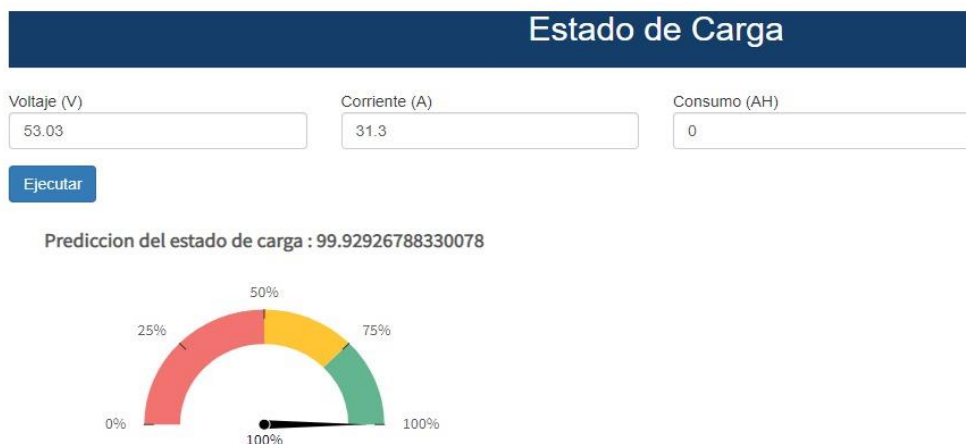 Estado de Carga
Voltaje (V) Corriente (A) Consumo (AH)
53.03 31.3 0
Ejecutar
Prediccion del estado de carga : 99.92926788330078
50%
25% 75%
0% 100%
100%